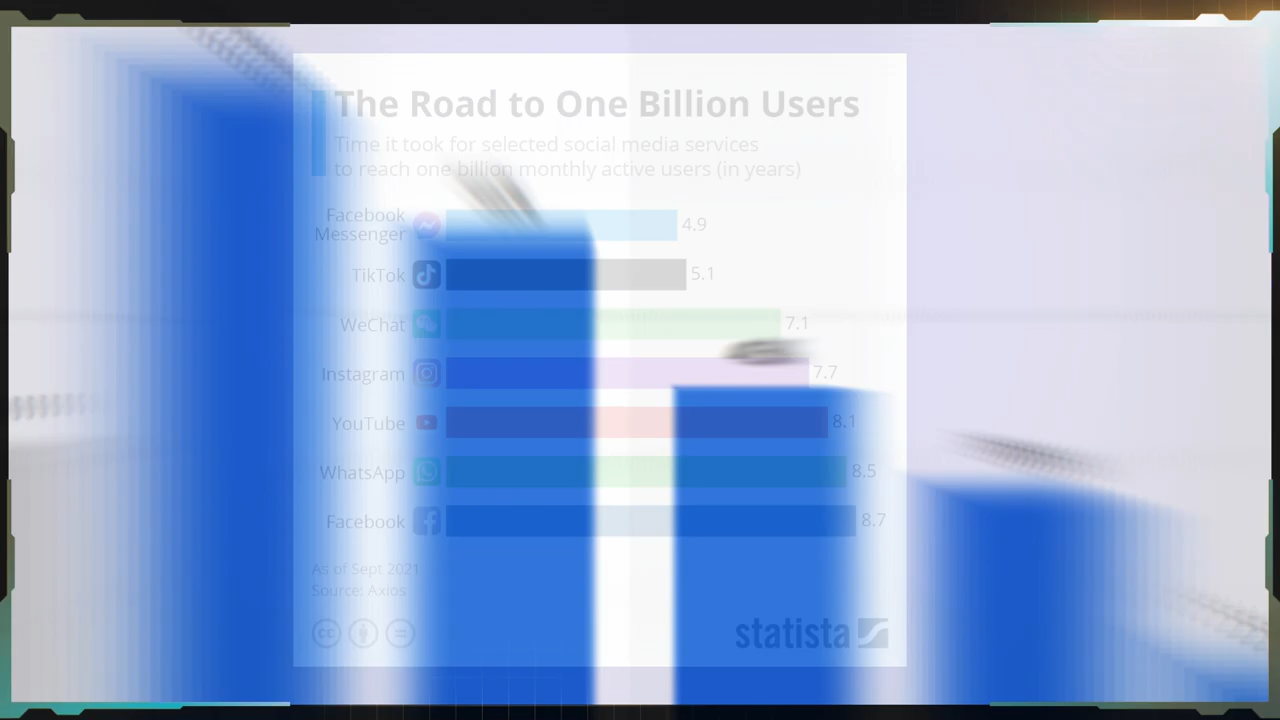 The Road to One Billion Users
Time it took for selected social media services
to reach one billion monthly active users (in years)
Facebook
Messenger 4.9
TikTok 5.1
WeChat 7.1
Instagram 7.7
YouTube 8.1
WhatsApp 8.5
Facebook 8.7
As of Sept 2021
Source: Axios
cc
statista